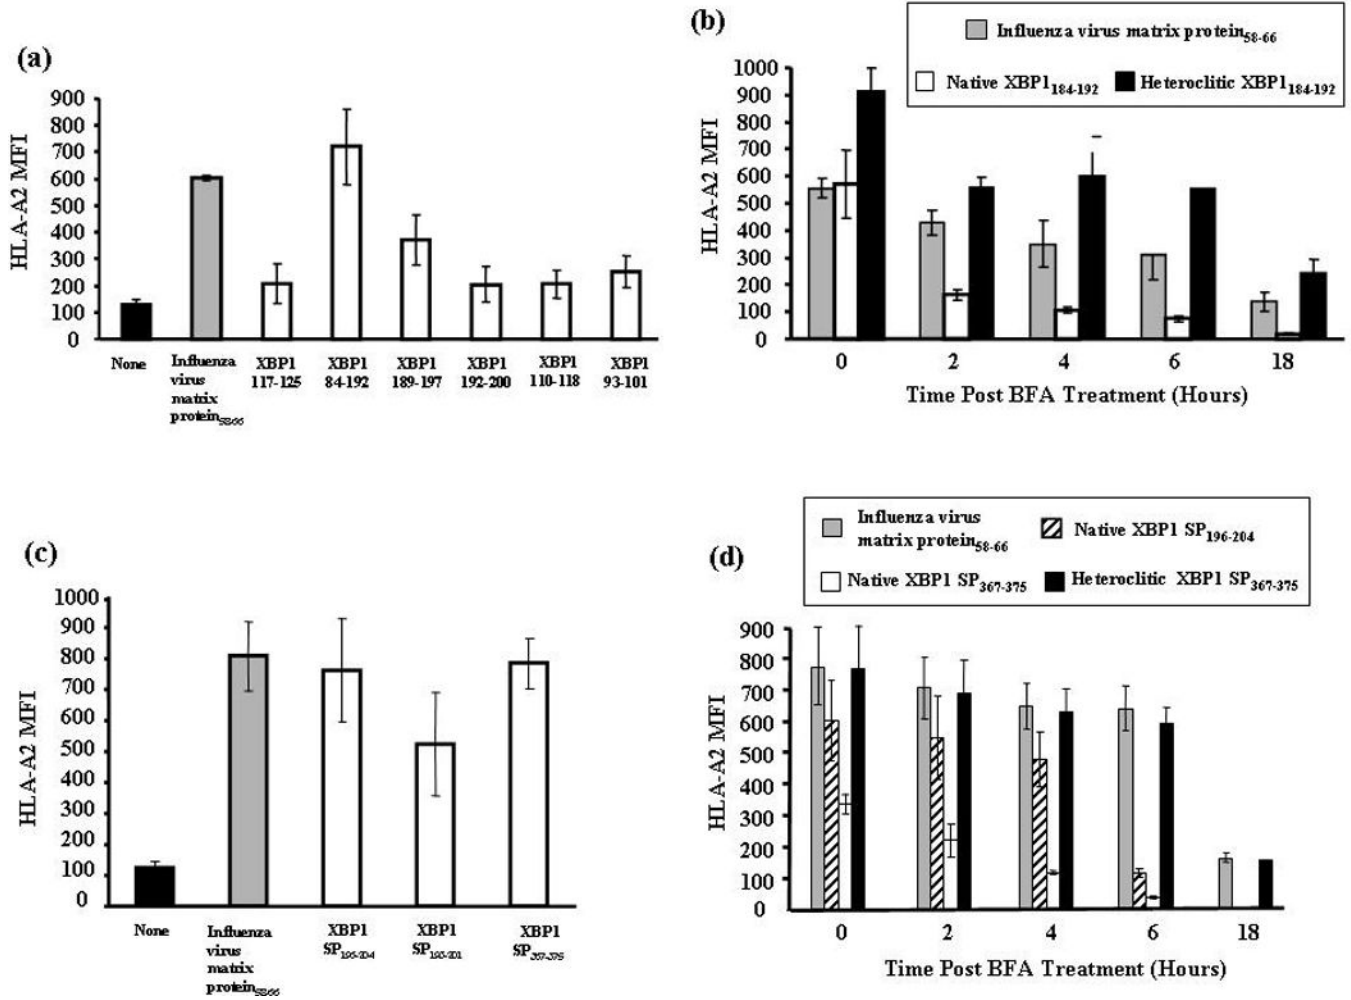 (a)
HLA-A2 MFI
900
800
700
600
500
400
300
200
100
0
None
Influenza
virus
matrix
protein58-66
XBP1
117-125
XBP1
84-192
XBP1
189-197
XBP1
192-200
XBP1
110-118
XBP1
93-101
(b)
Influenza virus matrix protein58-66
Native XBP1184-192 Heteroclitic XBP1184-192
HLA-A2 MFI
1000
900
800
700
600
500
400
300
200
100
0
0 2 4 6 18
Time Post BFA Treatment (Hours)
(c)
HLA-A2 MFI
1000
900
800
700
600
500
400
300
200
100
0
None
Influenza
virus
matrix
protein58-66
XBP1
SP196-204
XBP1
SP193-201
XBP1
SP367-375
(d)
Influenza virus
matrix protein58-66
Native XBP1 SP196-204
Native XBP1 SP367-375 Heteroclitic XBP1 SP367-375
HLA-A2 MFI
900
800
700
600
500
400
300
200
100
0
0 2 4 6 18
Time Post BFA Treatment (Hours)